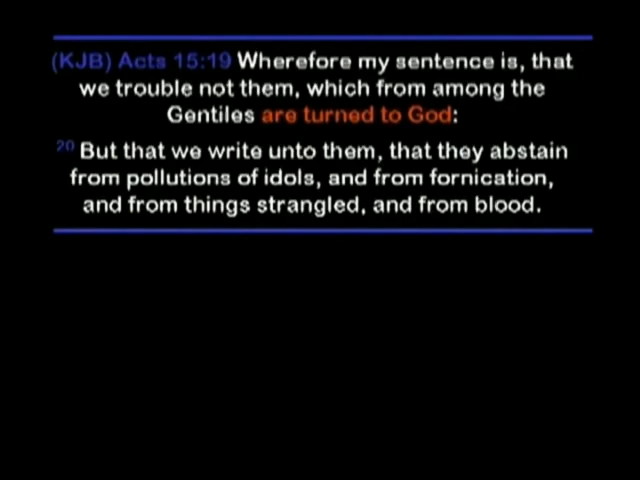 (KJB) Acts 15:19 Wherefore my sentence is, that
we trouble not them, which from among the
Gentiles are turned to God:
20 But that we write unto them, that they abstain
from pollutions of idols, and from fornication,
and from things strangled, and from blood.